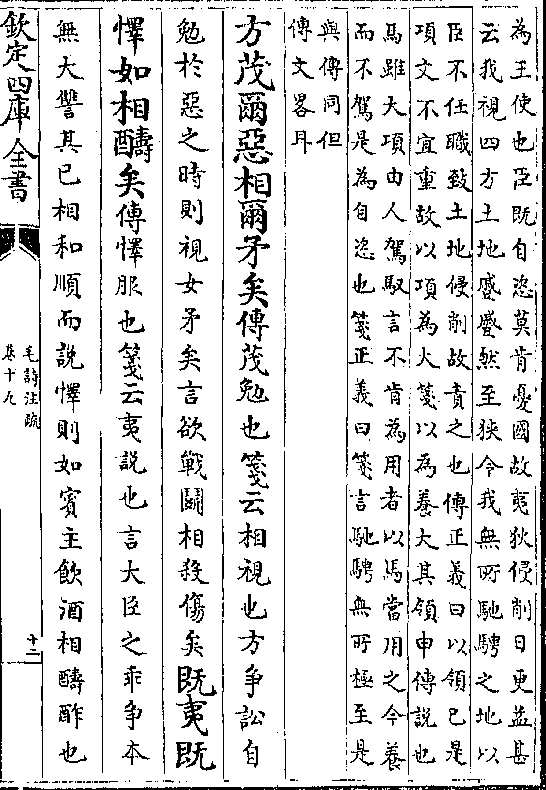 為王使也臣既自恣莫肯憂國故夷狄侵削日更益甚
云我視四方土地蹙蹙然至狹令我無所馳騁之地以
臣不任職致土地侵削故責之也傳正義曰以領已是
項文不宜重故以項為大箋以為養大其領申傳説也
馬雖大項由人駕馭言不肯為用者以馬當用之今養
而不駕是為自恣也箋正義曰箋言馳騁無所極至是
與傳同但
傳文畧耳
方茂爾惡相爾矛矣傳茂勉也箋云相視也方争訟自
勉於惡之時則視女矛矣言欲戰鬬相殺傷矣既夷既
懌如相醻矣傳懌服也箋云夷説也言大臣之乖争本
無大讐其已相和順而説懌則如賓主飲酒相醻酢也
欽定四庫全書
毛詩注疏
卷十九
十二